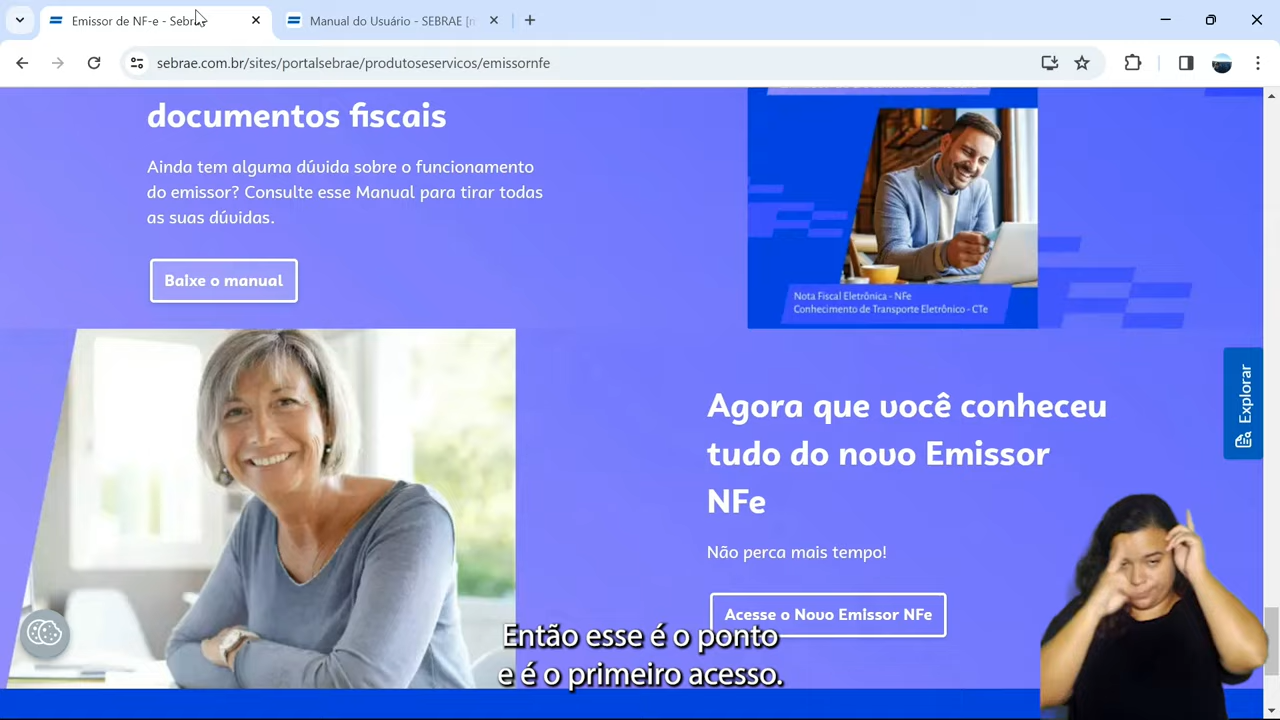 Emissor de NF-e - Sebrae
Manual do Usuário - SEBRAE [n
sebrae.com.br/sites/portalsebrae/produtoseservicos/emissornfe
documentos fiscais
Ainda tem alguma dúvida sobre o funcionamento
do emissor? Consulte esse Manual para tirar todas
as suas dúvidas.
Baixe o manual
Nota Fiscal Eletrônica - NFe
Conhecimento de Transporte Eletrônico - CTe
Explorar
Agora que você conheceu
tudo do novo Emissor
NFe
Não perca mais tempo!
Acesse o Novo Emissor NFe
Então esse é o ponto
e é o primeiro acesso.